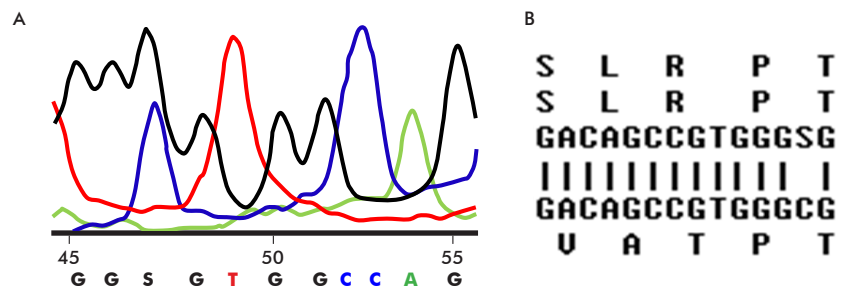 A
45 50 55
G G S G T G G C C A G
B
S L R P T
S L R P T
GACAGCCGTGGGSG
GACAGCCGTGGGCG
V A T P T